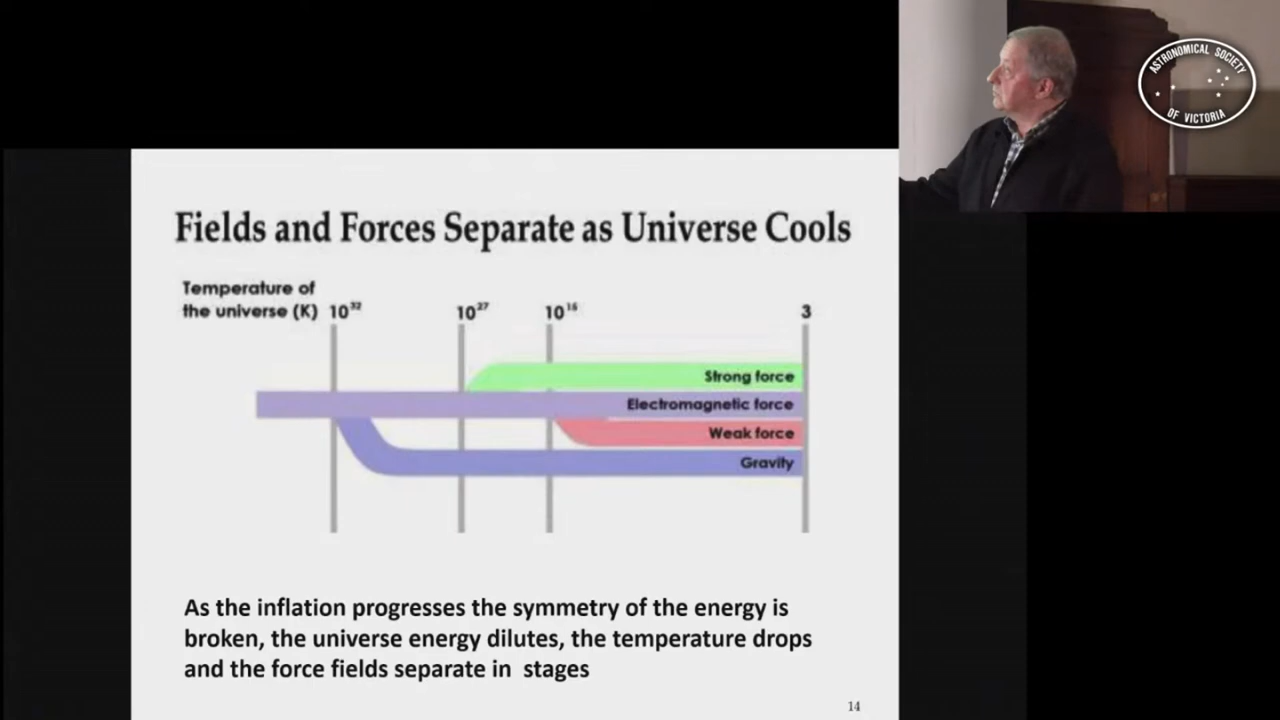 ASTRONOMICAL SOCIETY
OF VICTORIA
Fields and Forces Separate as Universe Cools
Temperature of
the universe (K) 10³² 10²⁷ 10¹⁵ 3
Strong force
Electromagnetic force
Weak force
Gravity
As the inflation progresses the symmetry of the energy is
broken, the universe energy dilutes, the temperature drops
and the force fields separate in stages
14